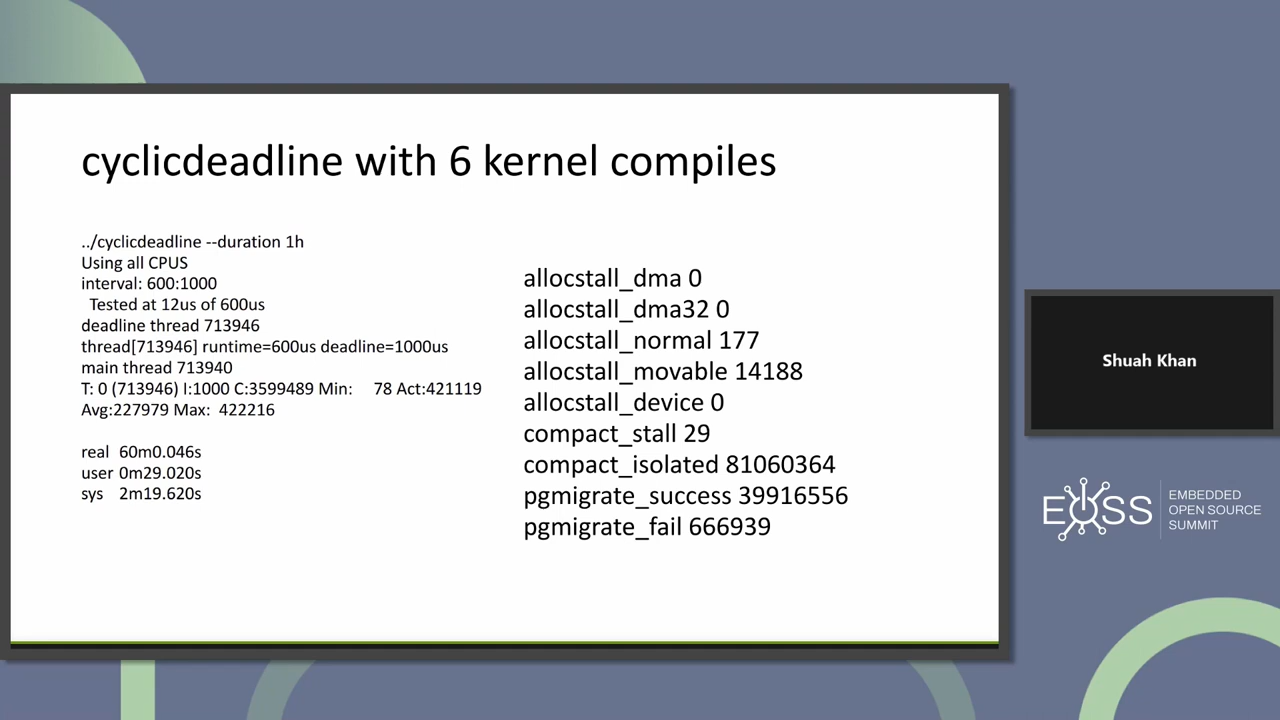 cyclicdeadline with 6 kernel compiles
../cyclicdeadline --duration 1h
Using all CPUS
interval: 600:1000
Tested at 12us of 600us
deadline thread 713946
thread[713946] runtime=600us deadline=1000us
main thread 713940
T: 0 (713946) I:1000 C:3599489 Min: 78 Act:421119
Avg:227979 Max: 422216
real 60m0.046s
user 0m29.020s
sys 2m19.620s
allocstall_dma 0
allocstall_dma32 0
allocstall_normal 177
allocstall_movable 14188
allocstall_device 0
compact_stall 29
compact_isolated 81060364
pgmigrate_success 39916556
pgmigrate_fail 666939
Shuah Khan
EOSS
EMBEDDED
OPEN SOURCE
SUMMIT